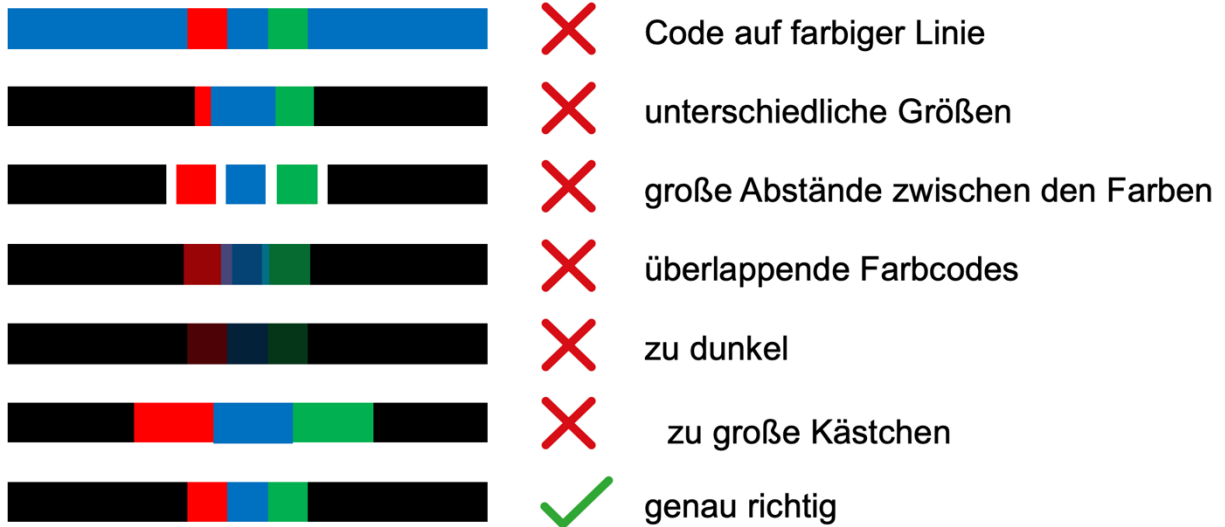 Code auf farbiger Linie
unterschiedliche Größen
große Abstände zwischen den Farben
überlappende Farbcodes
zu dunkel
zu große Kästchen
genau richtig